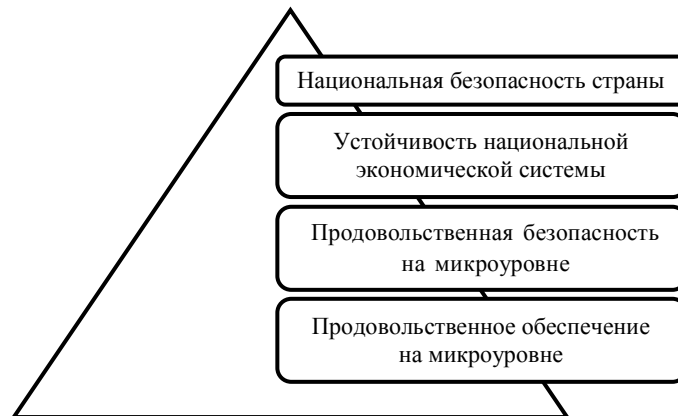 Национальная безопасность страны
Устойчивость национальной
экономической системы
Продовольственная безопасность
на микроуровне
Продовольственное обеспечение
на микроуровне